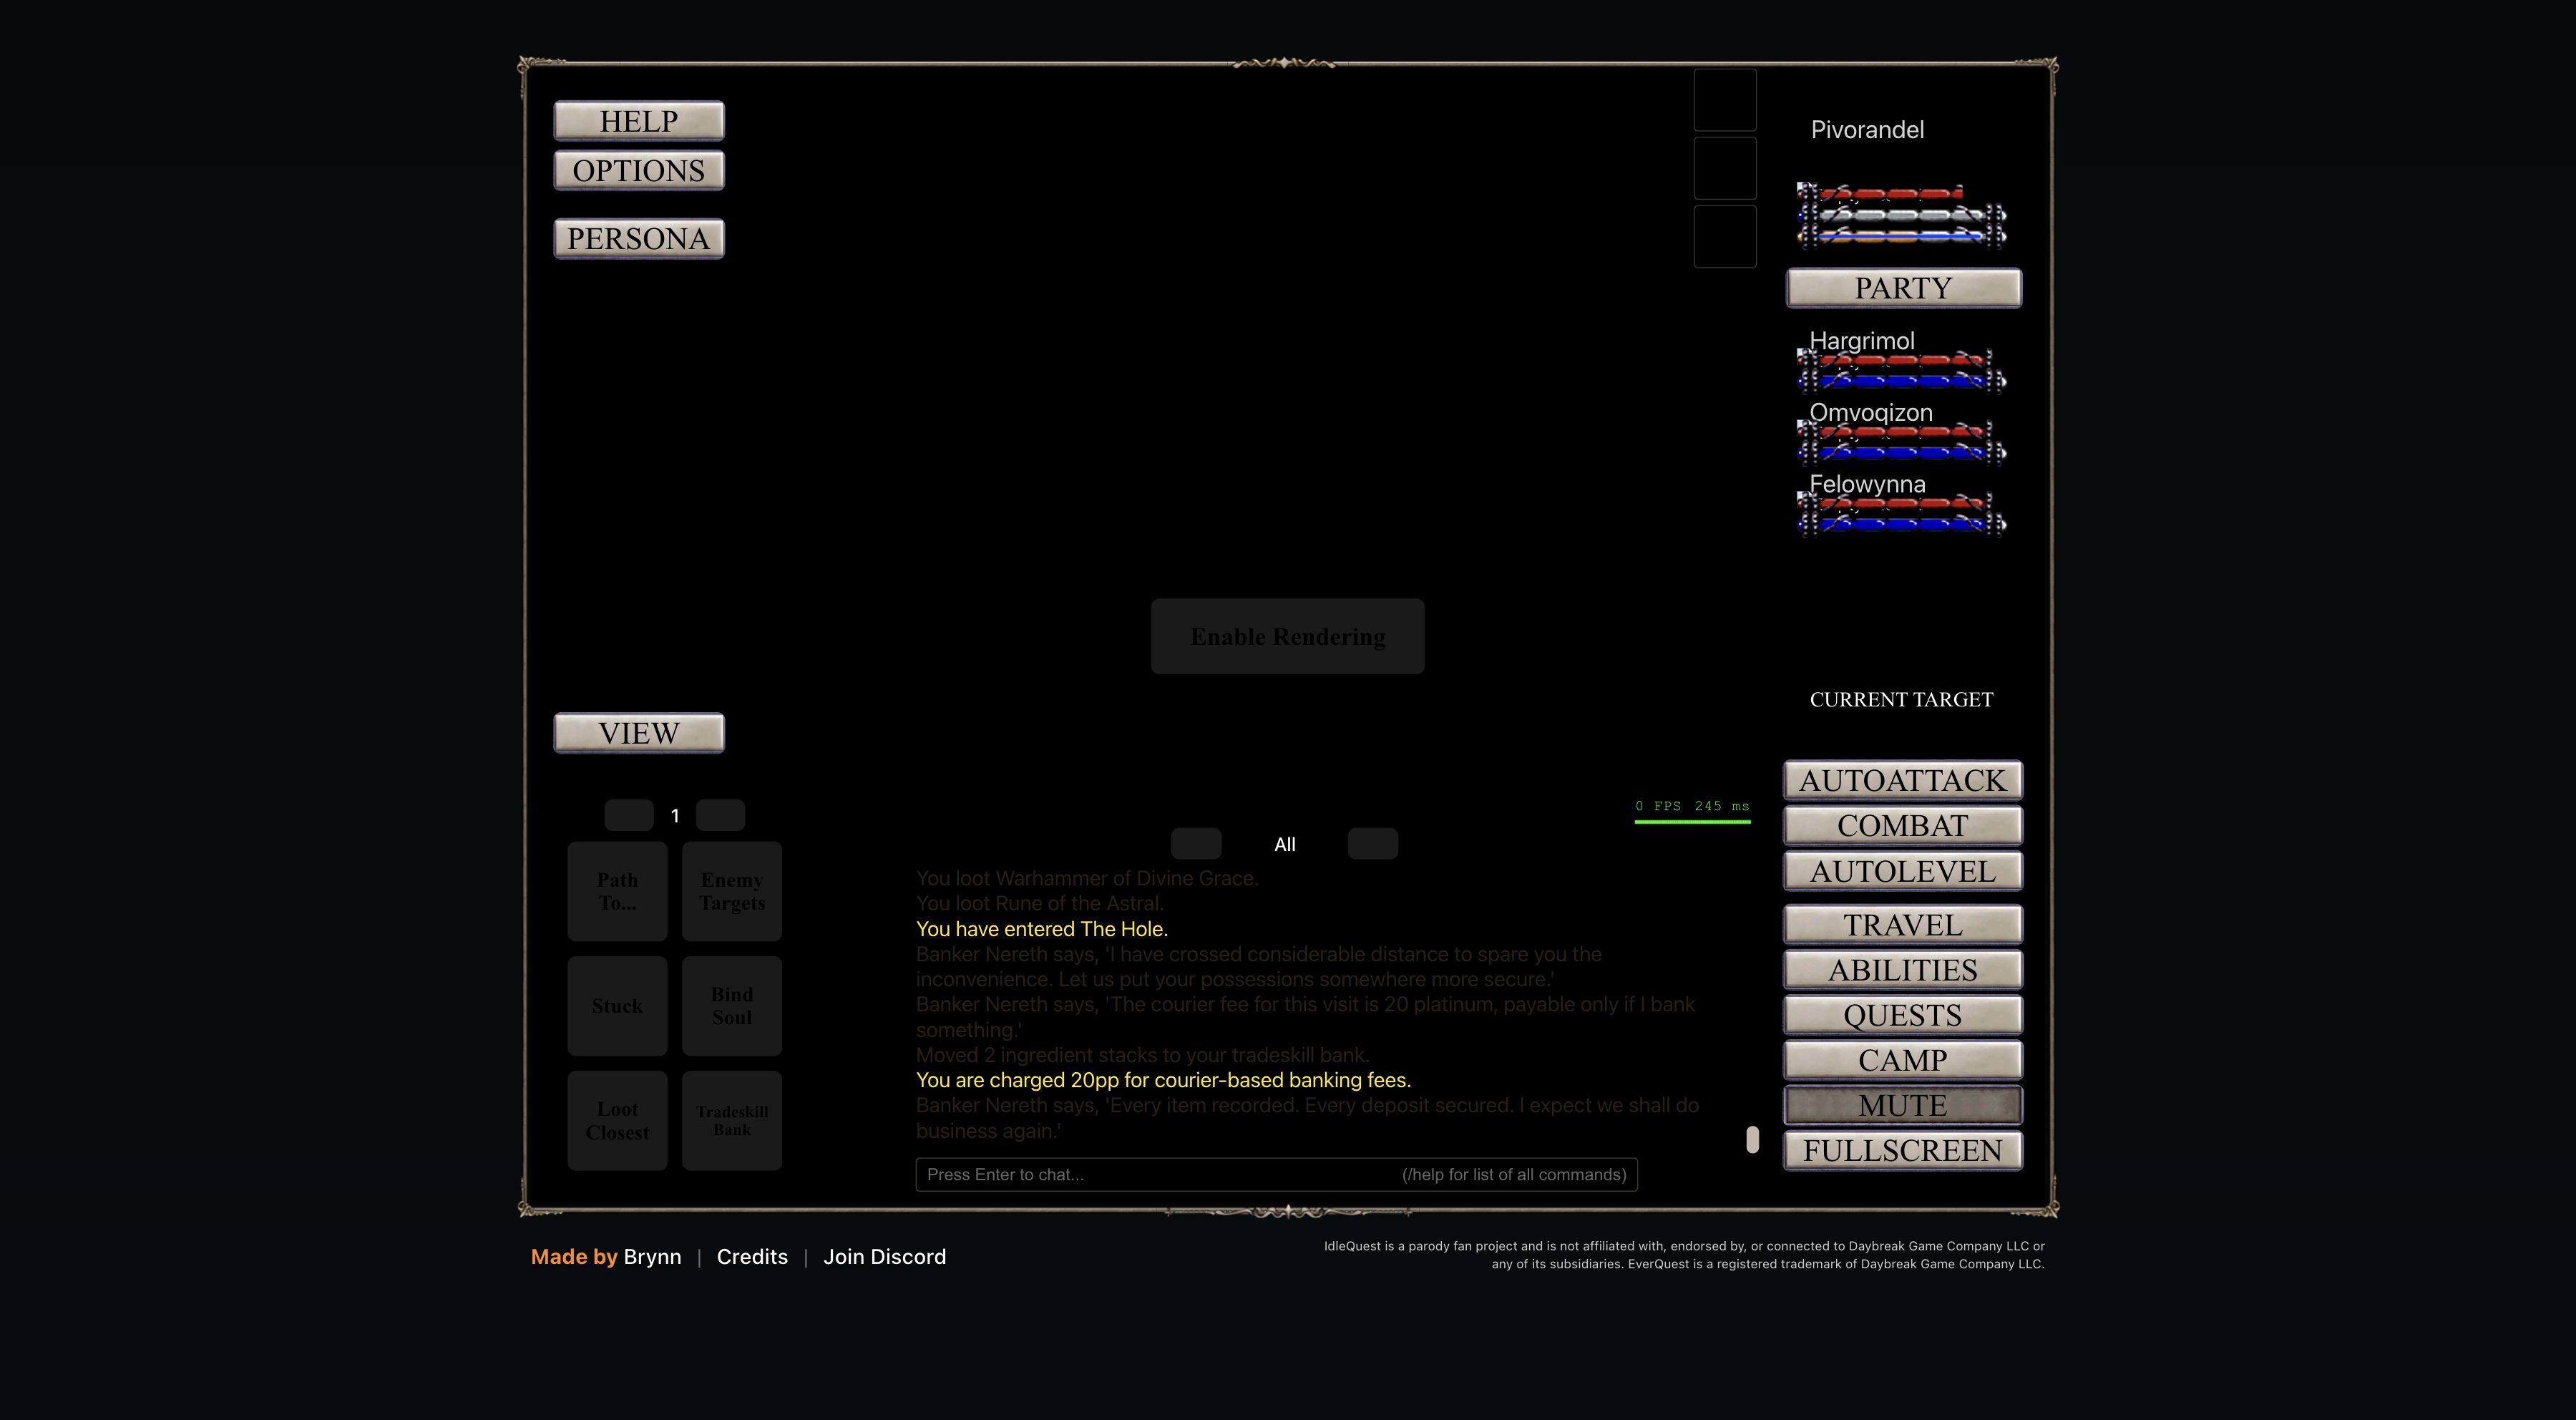 HELP
OPTIONS
PERSONA
Pivorandel
PARTY
Hargrimol
Omvoqizon
Felowynna
Enable Rendering
CURRENT TARGET
VIEW
1
Path
To...
Enemy
Targets
Stuck
Bind
Soul
Loot
Closest
Tradeskill
Bank
0 FPS 245 ms
All
You loot Warhammer of Divine Grace.
You loot Rune of the Astral.
You have entered The Hole.
Banker Nereth says, 'I have crossed considerable distance to spare you the
inconvenience. Let us put your possessions somewhere more secure.'
Banker Nereth says, 'The courier fee for this visit is 20 platinum, payable only if I bank
something.'
Moved 2 ingredient stacks to your tradeskill bank.
You are charged 20pp for courier-based banking fees.
Banker Nereth says, 'Every item recorded. Every deposit secured. I expect we shall do
business again.'
Press Enter to chat... (/help for list of all commands)
AUTOATTACK
COMBAT
AUTOLEVEL
TRAVEL
ABILITIES
QUESTS
CAMP
MUTE
FULLSCREEN
Made by Brynn | Credits | Join Discord
IdleQuest is a parody fan project and is not affiliated with, endorsed by, or connected to Daybreak Game Company LLC or
any of its subsidiaries. EverQuest is a registered trademark of Daybreak Game Company LLC.